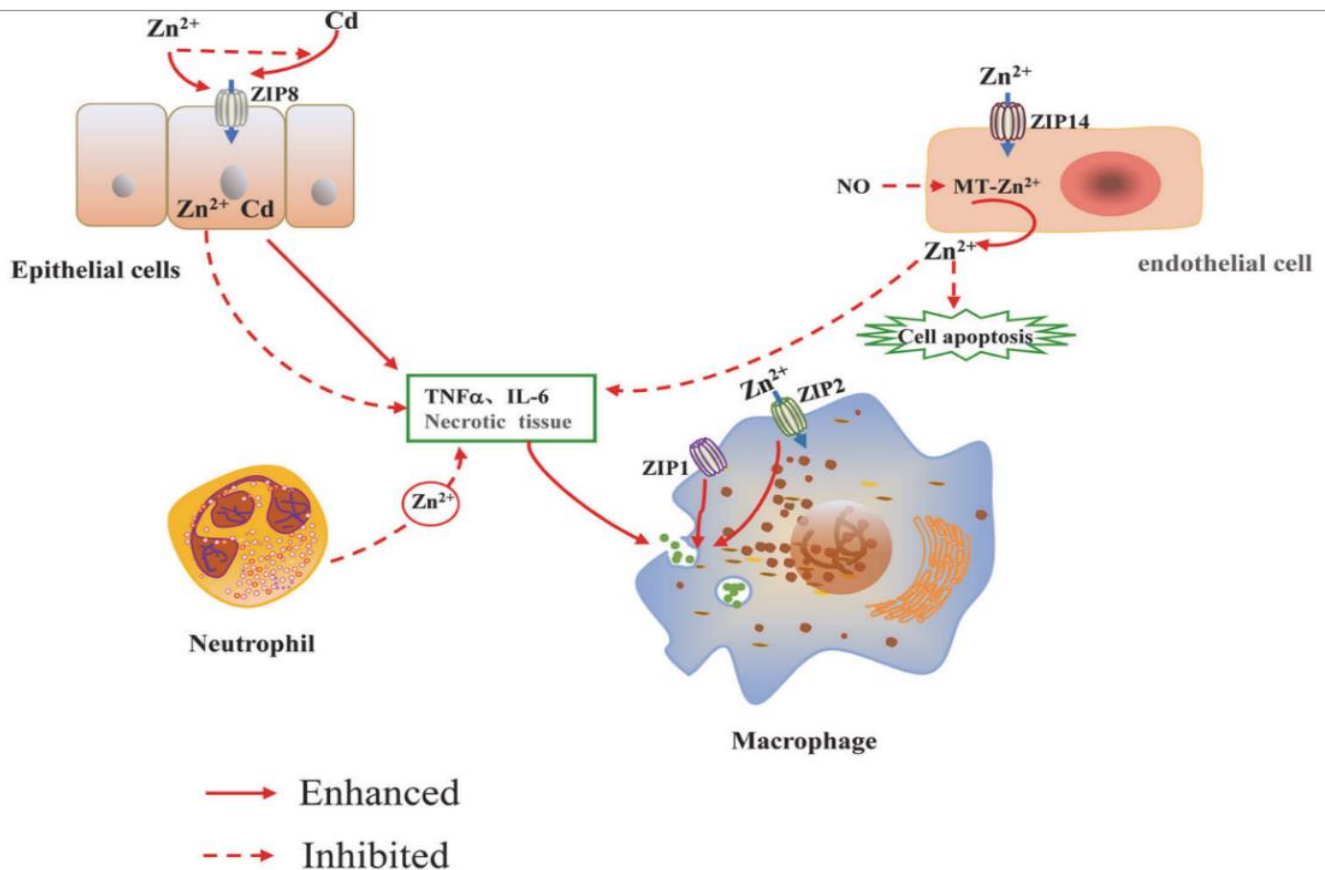 Zn²⁺
Cd
ZIP8
Zn²⁺ Cd
Epithelial cells
Zn²⁺
ZIP14
NO
MT-Zn²⁺
Zn²⁺
endothelial cell
Cell apoptosis
TNFα、IL-6
Necrotic tissue
Zn²⁺
ZIP2
ZIP1
Zn²⁺
Neutrophil
Macrophage
Enhanced
Inhibited